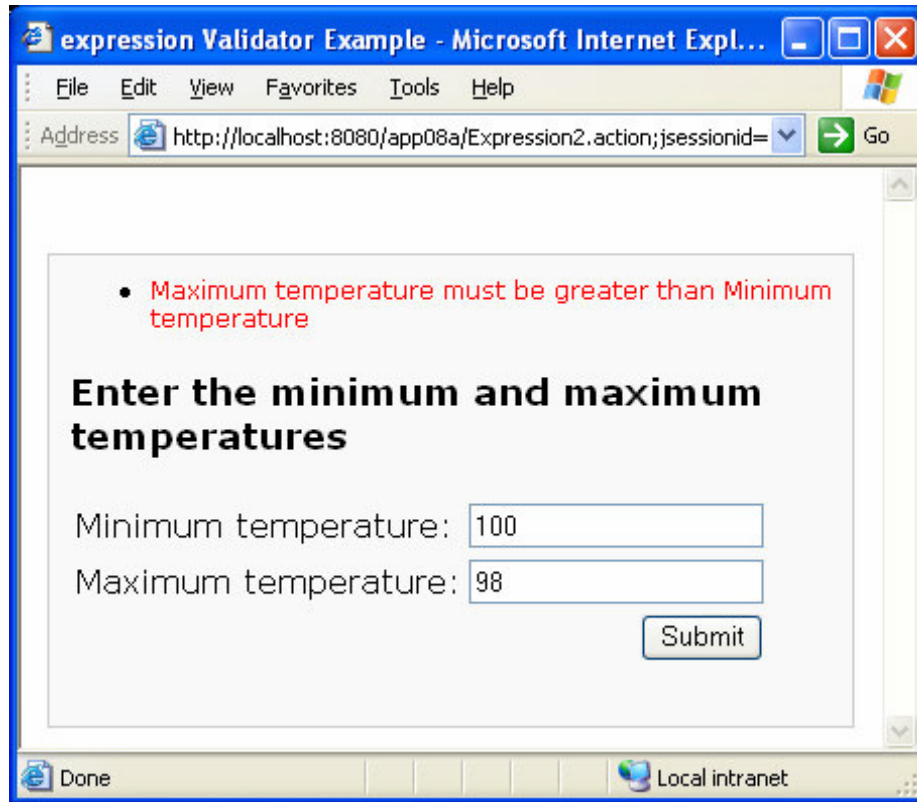 expression Validator Example - Microsoft Internet Expl...
File Edit View Favorites Tools Help
Address http://localhost:8080/app08a/Expression2.action;jsessionid= Go
Maximum temperature must be greater than Minimum
temperature
Enter the minimum and maximum
temperatures
Minimum temperature: 100
Maximum temperature: 98
Submit
Done Local intranet